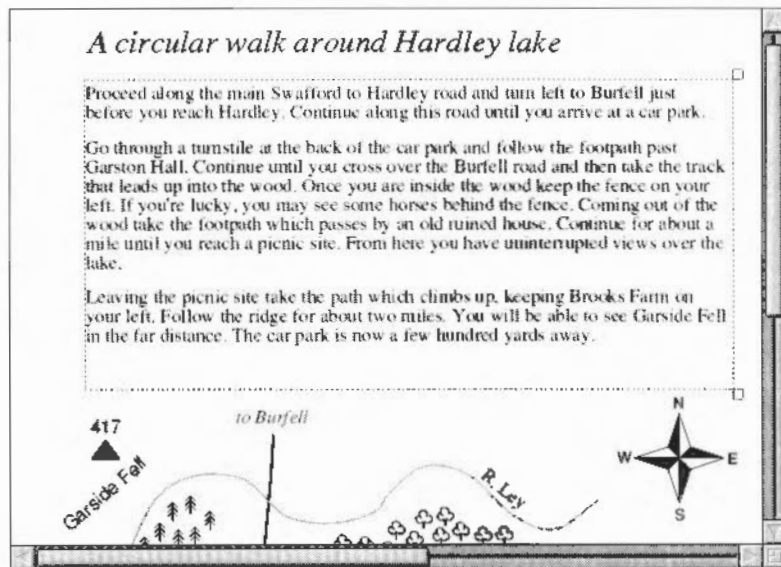 A circular walk around Hardley lake
Proceed along the main Swafford to Hardley road and turn left to Burfell just
before you reach Hardley. Continue along this road until you arrive at a car park.
Go through a turnstile at the back of the car park and follow the footpath past
Garston Hall. Continue until you cross over the Burfell road and then take the track
that leads up into the wood. Once you are inside the wood keep the fence on your
left. If you're lucky, you may see some horses behind the fence. Coming out of the
wood take the footpath which passes by an old ruined house. Continue for about a
mile until you reach a picnic site. From here you have uninterrupted views over the
lake.
Leaving the picnic site take the path which climbs up, keeping Brooks Farm on
your left. Follow the ridge for about two miles. You will be able to see Garside Fell
in the far distance. The car park is now a few hundred yards away.
417
Garside Fell
to Burfell
R. Ley
N
W
E
S